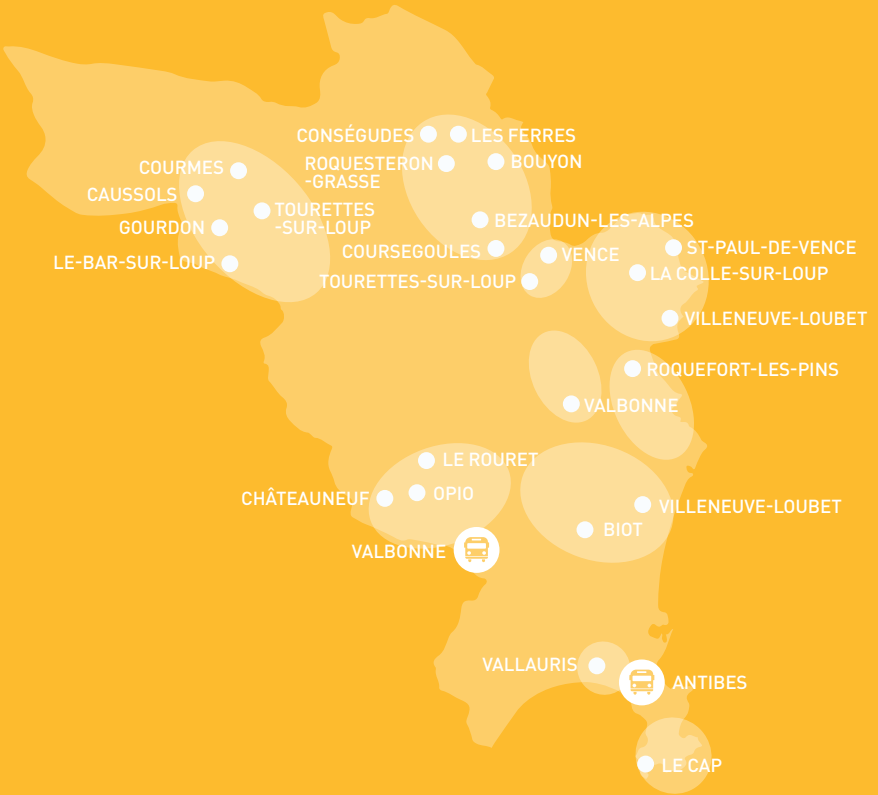 CONSÉGUDES
LES FERRES
COURMES
ROQUESTERON
-GRASSE
BOUYON
CAUSSOLS
TOURETTES
-SUR-LOUP
GOURDON
BEZAUDUN-LES-ALPES
LE-BAR-SUR-LOUP
COURSEGOULES
VENCE
ST-PAUL-DE-VENCE
TOURETTES-SUR-LOUP
LA COLLE-SUR-LOUP
VILLENEUVE-LOUBET
ROQUEFORT-LES-PINS
VALBONNE
LE ROURET
CHÂTEAUNEUF
OPIO
VILLENEUVE-LOUBET
BIOT
VALBONNE
VALLAURIS
ANTIBES
LE CAP